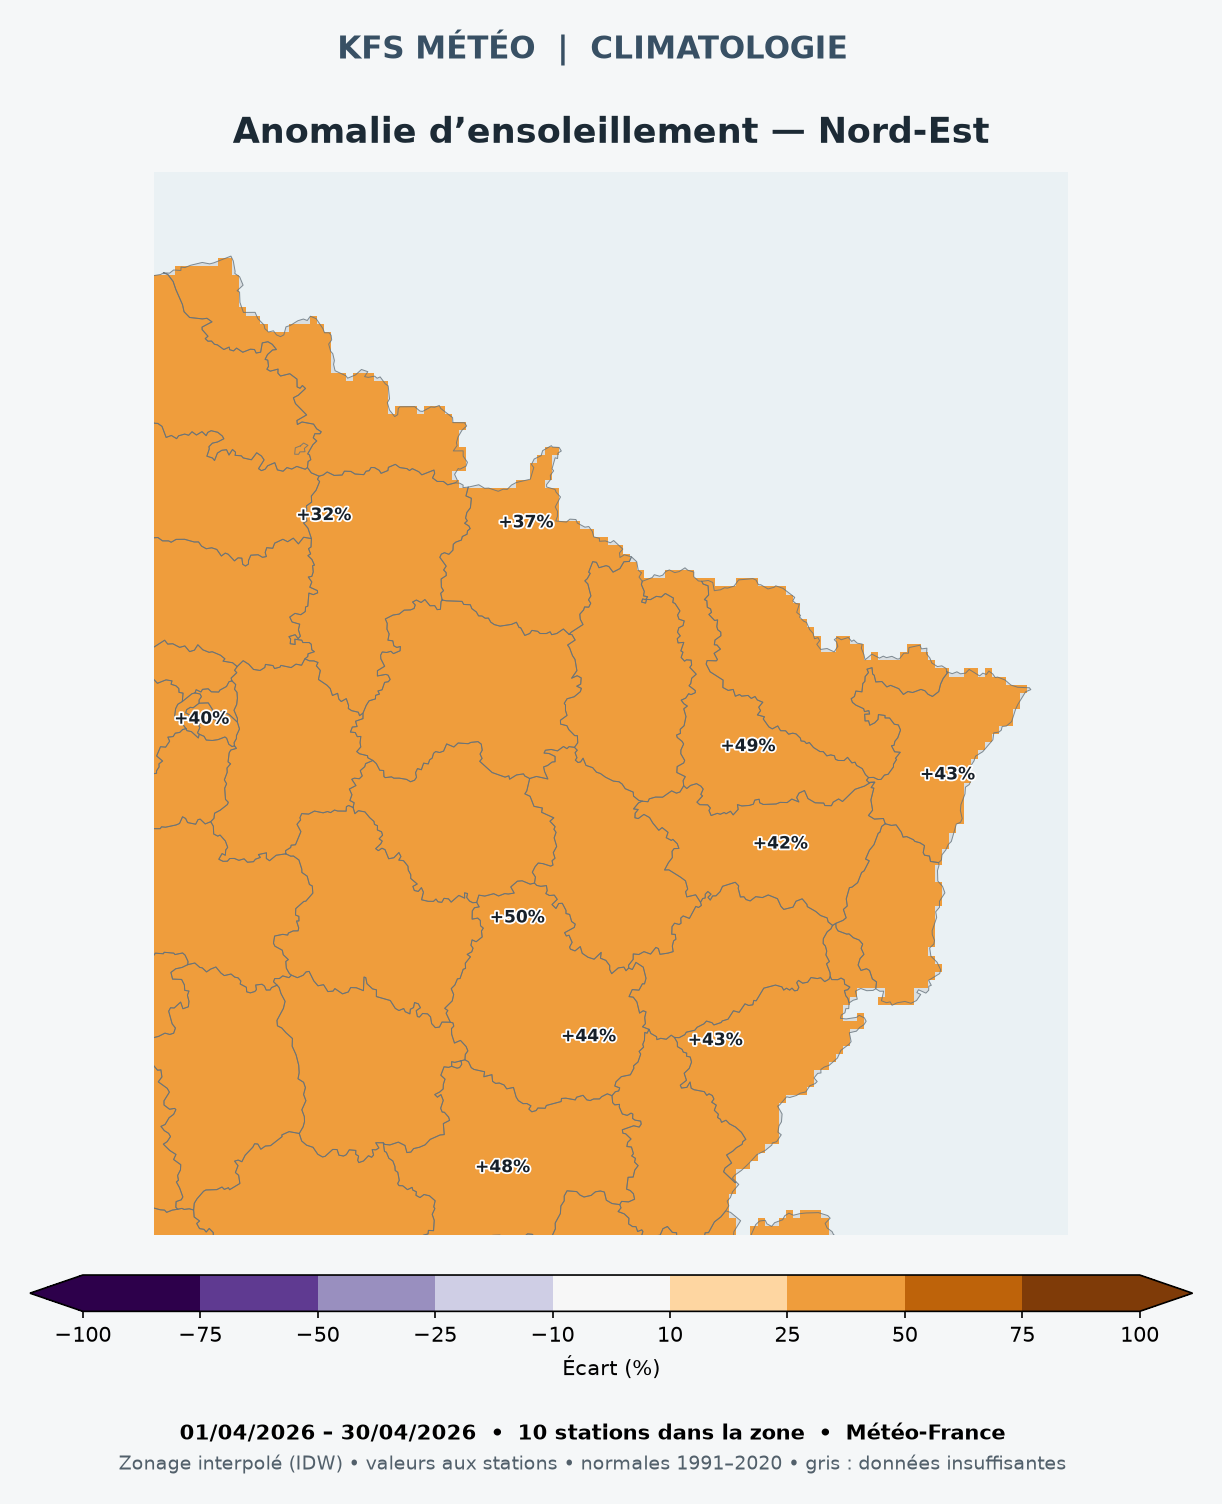 KFS MÉTÉO | CLIMATOLOGIE
Anomalie d’ensoleillement — Nord-Est
+32%
+37%
+40%
+49%
+43%
+42%
+50%
+44%
+43%
+48%
−100 −75 −50 −25 −10 10 25 50 75 100
Écart (%)
01/04/2026 – 30/04/2026 • 10 stations dans la zone • Météo-France
Zonage interpolé (IDW) • valeurs aux stations • normales 1991–2020 • gris : données insuffisantes